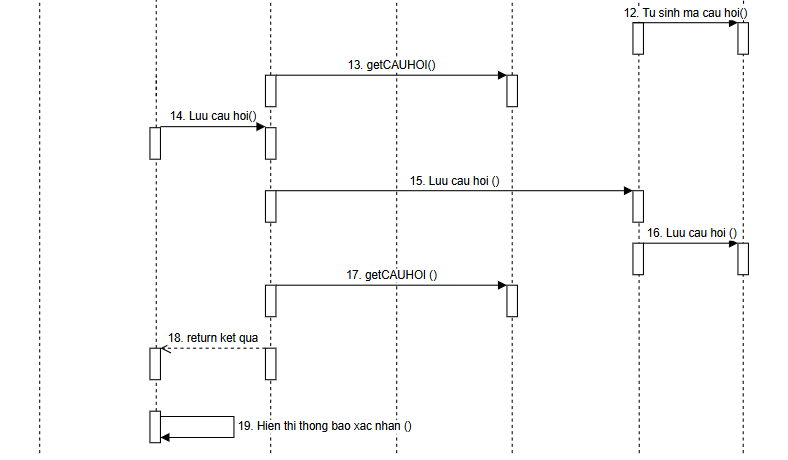 12. Tu sinh ma cau hoi()
13. getCAUHOI()
14. Luu cau hoi()
15. Luu cau hoi ()
16. Luu cau hoi ()
17. getCAUHOI ()
18. return ket qua
19. Hien thi thong bao xac nhan ()